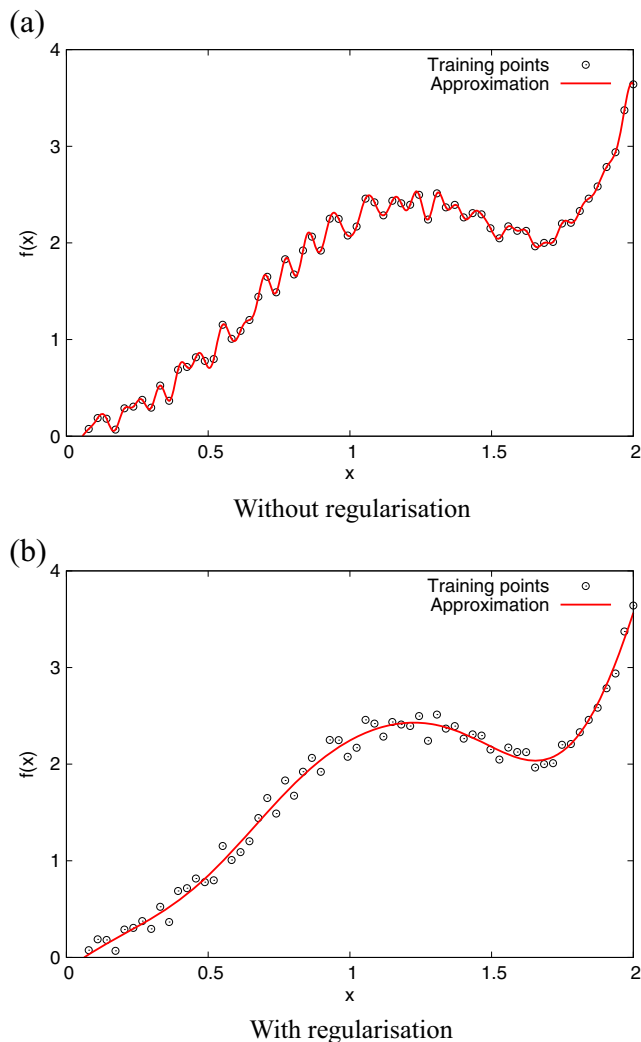 (a)
4
Training points
Approximation
3
f(x)
2
1
0
0 0.5 1 1.5 2
x
Without regularisation
(b)
4
Training points
Approximation
3
f(x)
2
1
0
0 0.5 1 1.5 2
x
With regularisation